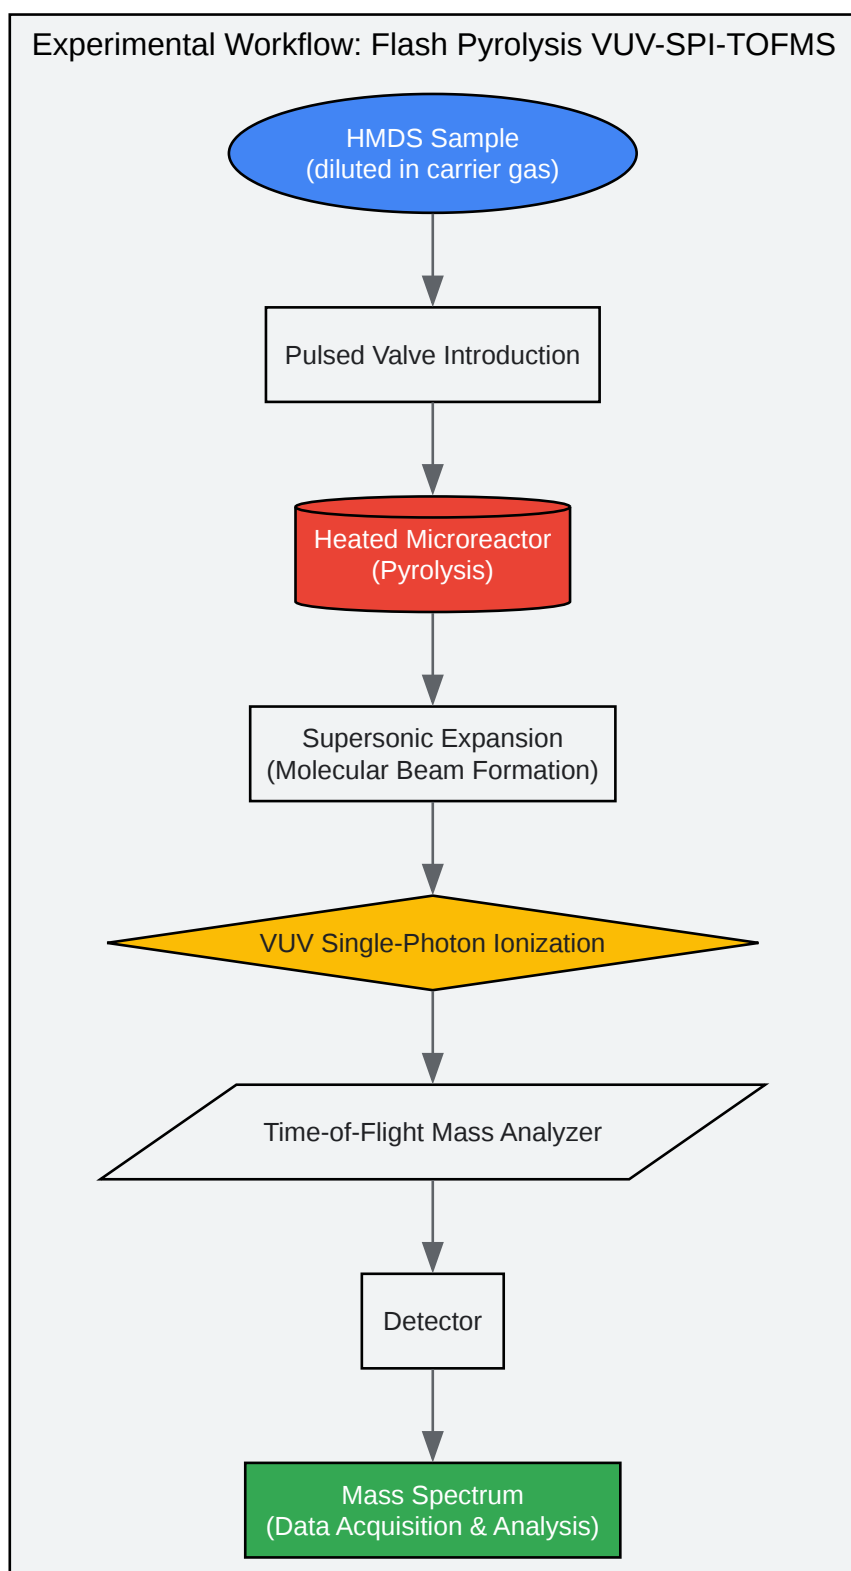 Experimental Workflow: Flash Pyrolysis VUV-SPI-TOFMS
HMDS Sample
(diluted in carrier gas)
Pulsed Valve Introduction
Heated Microreactor
(Pyrolysis)
Supersonic Expansion
(Molecular Beam Formation)
VUV Single-Photon Ionization
Time-of-Flight Mass Analyzer
Detector
Mass Spectrum
(Data Acquisition & Analysis)